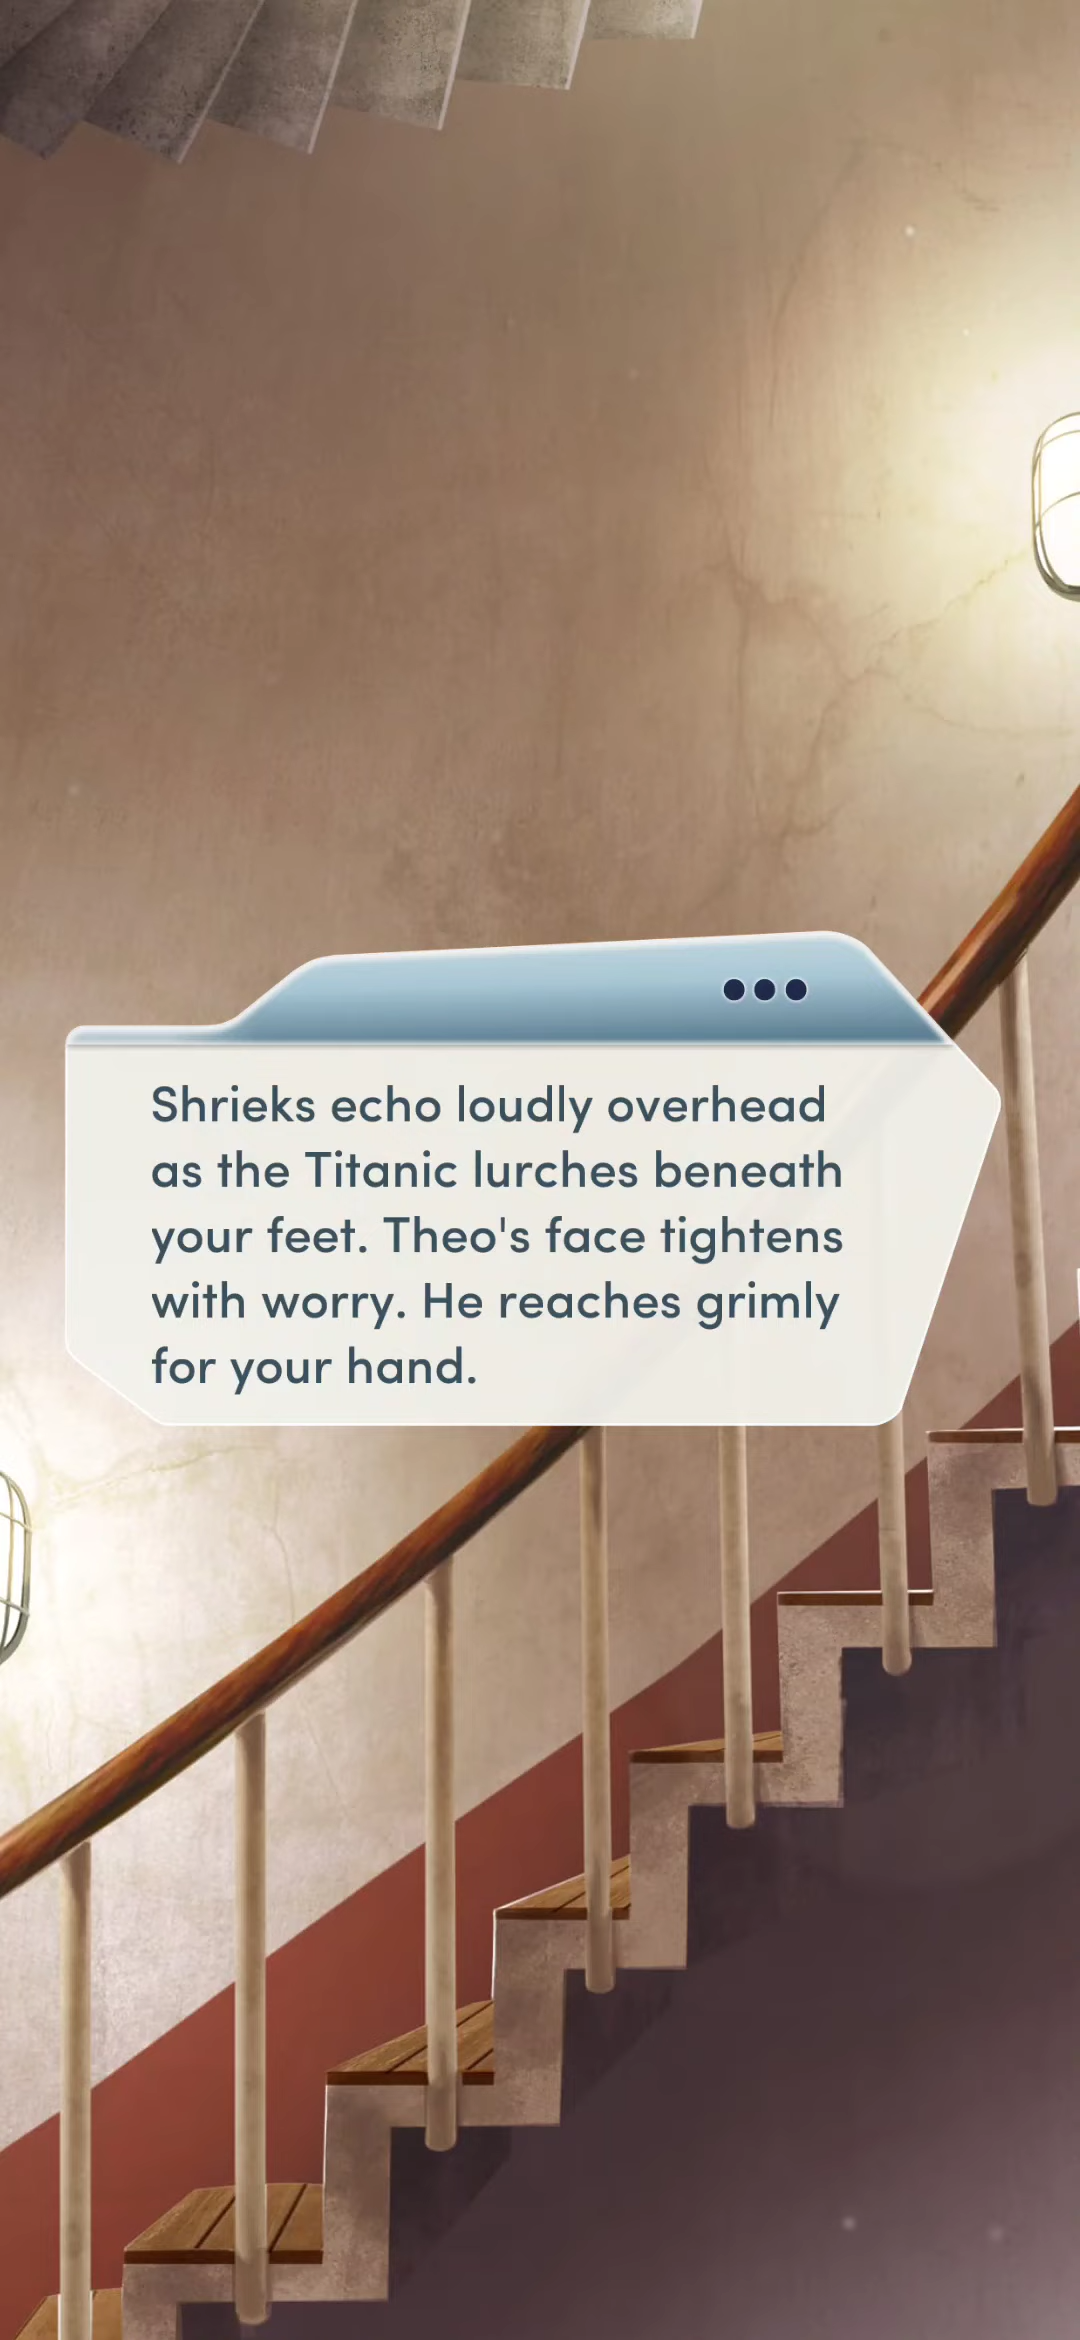 Shrieks echo loudly overhead
as the Titanic lurches beneath
your feet. Theo's face tightens
with worry. He reaches grimly
for your hand.